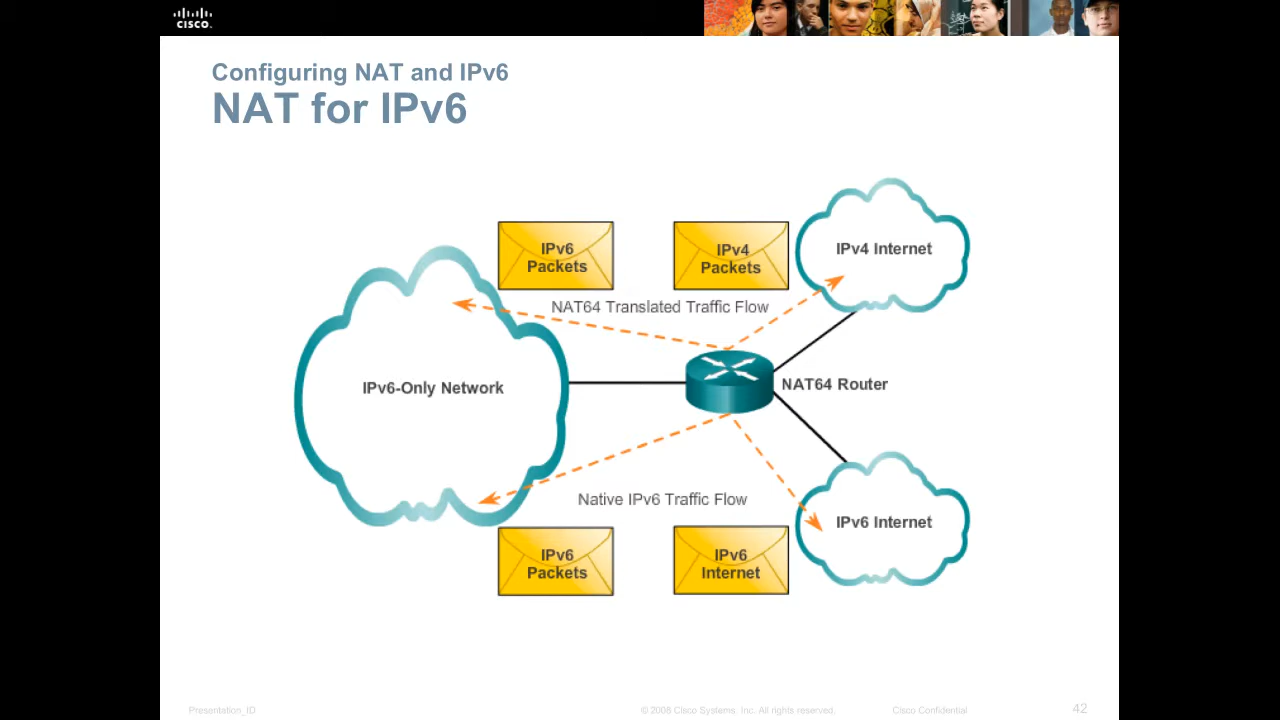 CISCO.
Configuring NAT and IPv6
NAT for IPv6
IPv6
Packets
IPv4
Packets
IPv4 Internet
NAT64 Translated Traffic Flow
IPv6-Only Network
NAT64 Router
Native IPv6 Traffic Flow
IPv6 Internet
IPv6
Packets
IPv6
Internet
Presentation_ID
© 2008 Cisco Systems, Inc. All rights reserved.
Cisco Confidential
42